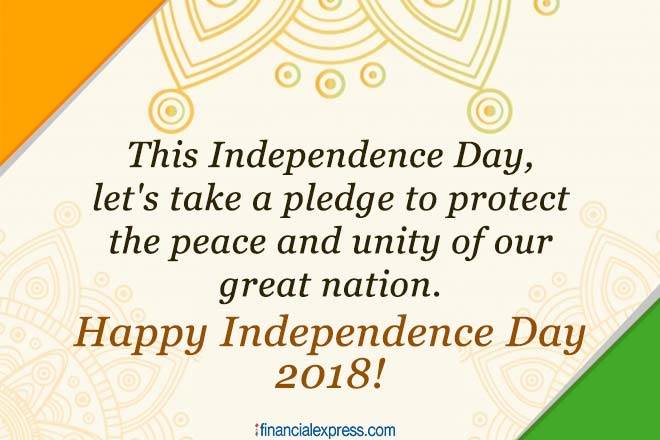 This Independence Day,
let's take a pledge to protect
the peace and unity of our
great nation.
Happy Independence Day
2018!
financialexpress.com